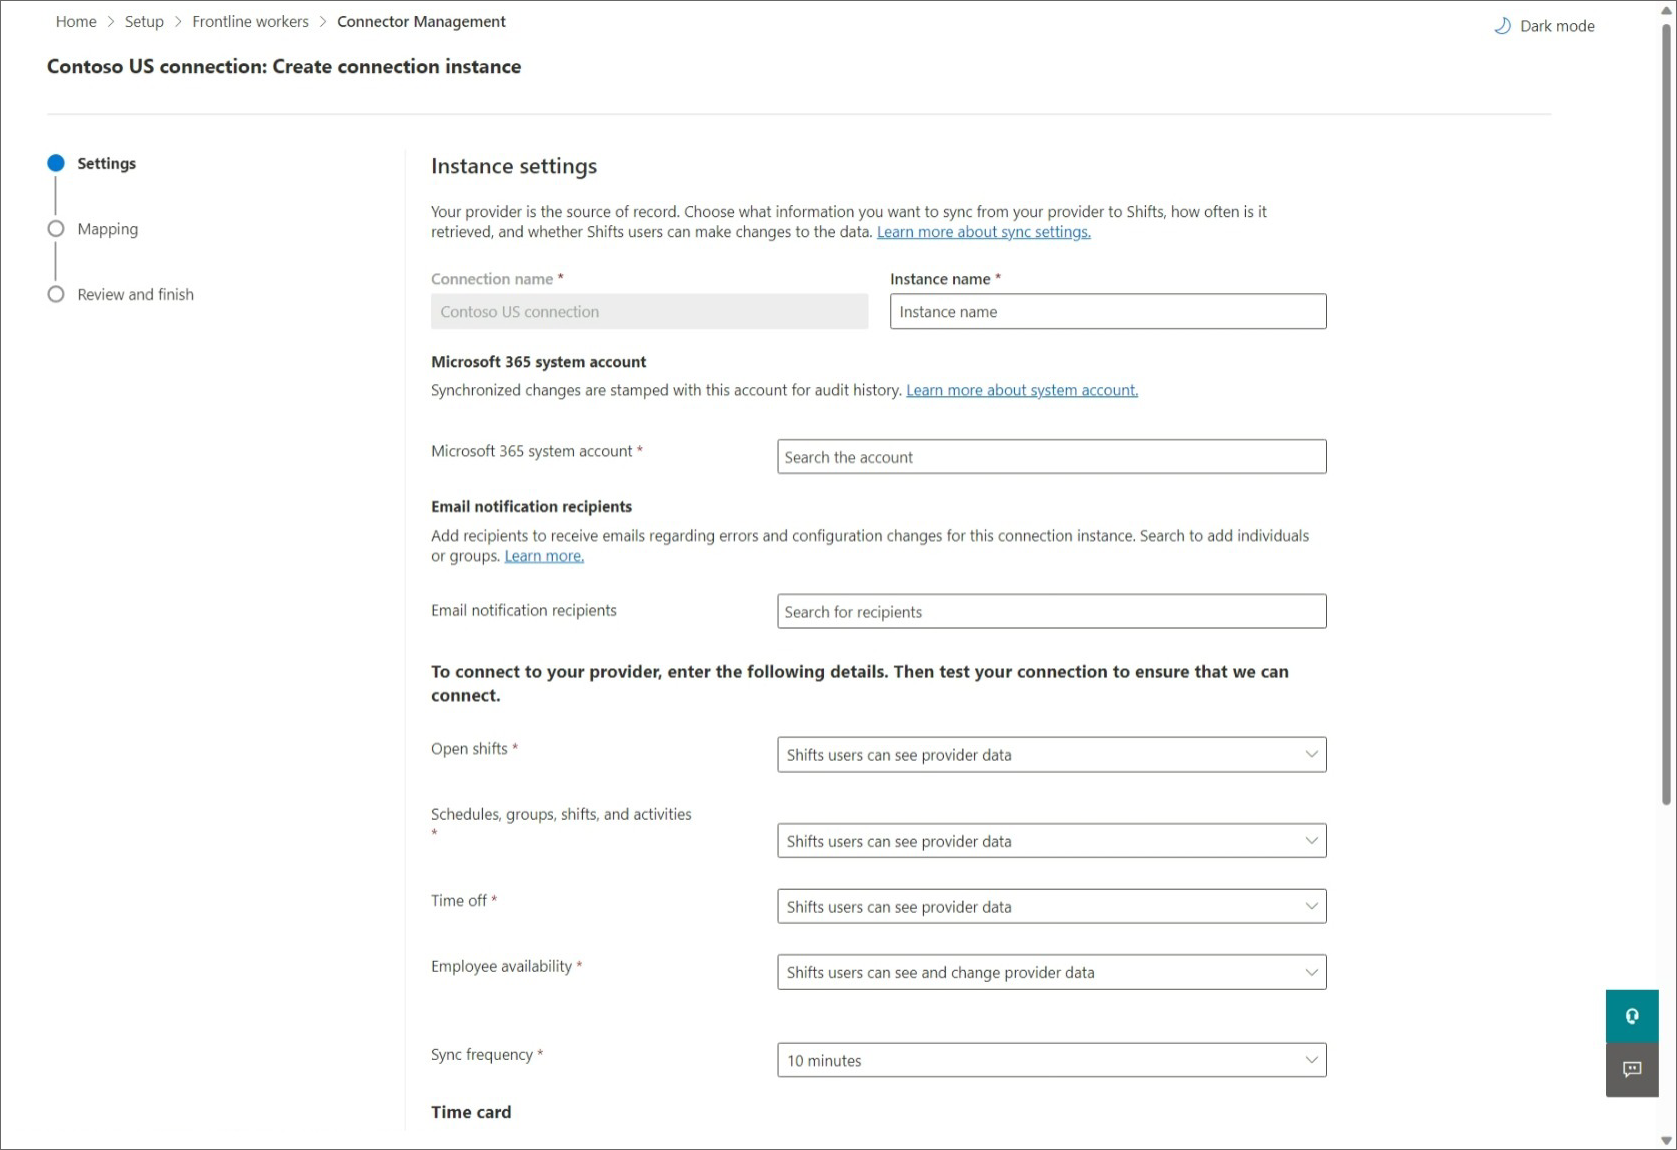 Home > Setup > Frontline workers > Connector Management
Dark mode
Contoso US connection: Create connection instance
Settings
Mapping
Review and finish
Instance settings
Your provider is the source of record. Choose what information you want to sync from your provider to Shifts, how often is it
retrieved, and whether Shifts users can make changes to the data. Learn more about sync settings.
Connection name *
Contoso US connection
Instance name *
Instance name
Microsoft 365 system account
Synchronized changes are stamped with this account for audit history. Learn more about system account.
Microsoft 365 system account *
Search the account
Email notification recipients
Add recipients to receive emails regarding errors and configuration changes for this connection instance. Search to add individuals
or groups. Learn more.
Email notification recipients
Search for recipients
To connect to your provider, enter the following details. Then test your connection to ensure that we can
connect.
Open shifts *
Shifts users can see provider data
Schedules, groups, shifts, and activities
*
Shifts users can see provider data
Time off *
Shifts users can see provider data
Employee availability *
Shifts users can see and change provider data
Sync frequency *
10 minutes
Time card